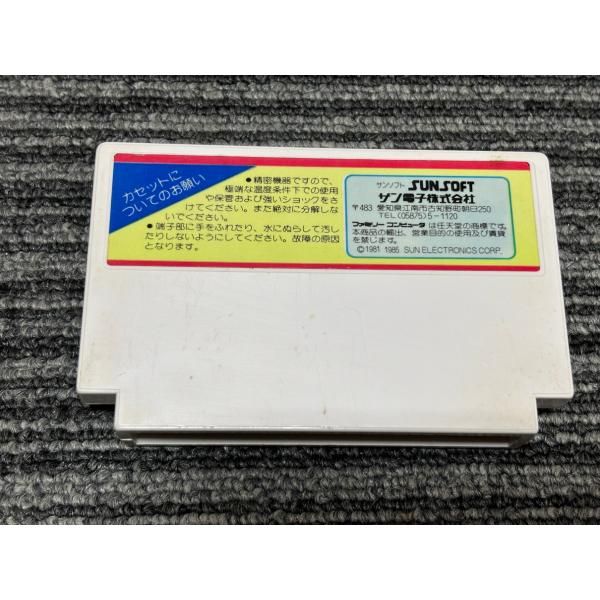 カセットに
ついてのお願い
●精密機器ですので、
極端な温度条件下での使用
や保管および強いショックをさ
けてください。また絶対に分解しな
いでください。
●端子部に手をふれたり、水にぬらして汚し
たりしないようにしてください。故障の原因
となります。
サンソフト SUNSOFT
サン電子株式会社
〒483 愛知県江南市古知野町朝日250
TEL(05875)5-1120
ファミリーコンピュータは任天堂の商標です。
本商品の輸出、営業目的の使用及び賃貸
を禁じます。
©1981 1985 SUN ELECTRONICS CORP.